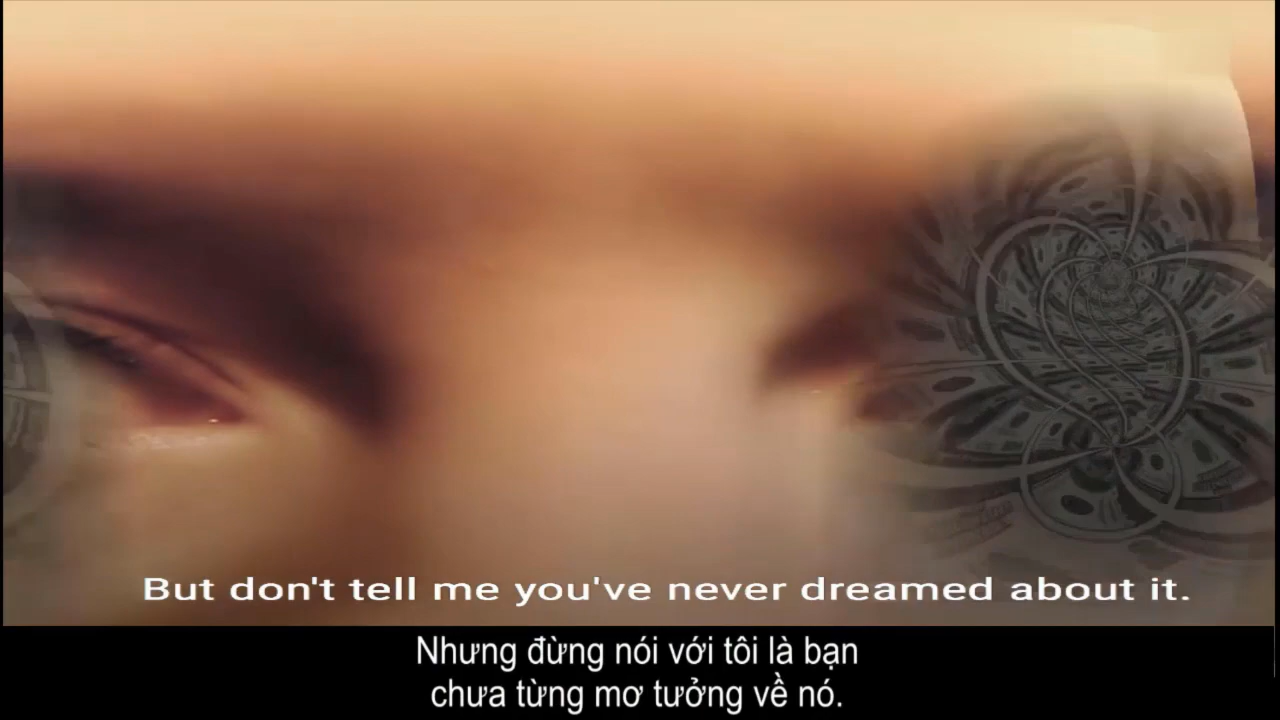 But don't tell me you've never dreamed about it.
Nhưng đừng nói với tôi là bạn
chưa từng mơ tưởng về nó.